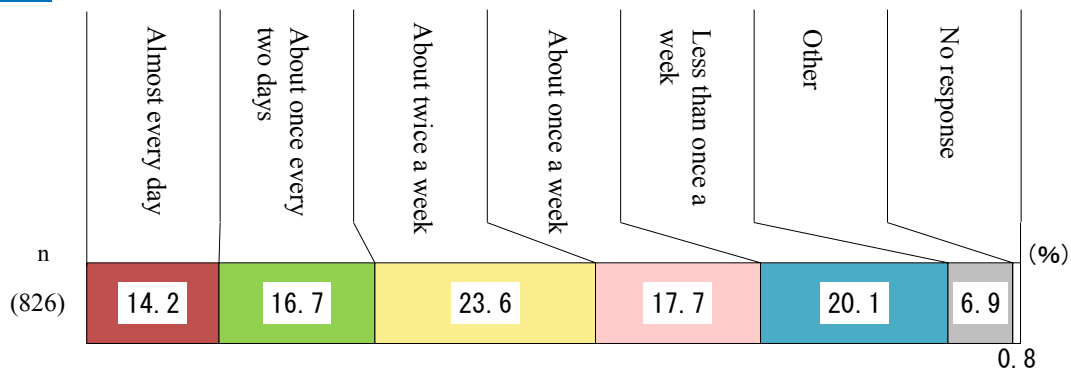 Almost every day
About once every
two days
About twice a week
About once a week
Less than once a
week
Other
No response
n
(%)
(826)
14.2
16.7
23.6
17.7
20.1
6.9
0.8